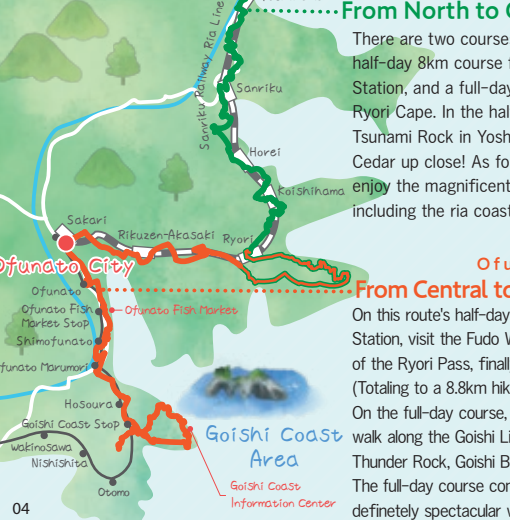 From North to
There are two course
half-day 8km course
Station, and a full-day
Ryori Cape. In the hal
Tsunami Rock in Yosh
Cedar up close! As fo
enjoy the magnificent
including the ria coast
Sanriku Railway Ria Line
Sanriku
Horei
Koishihama
Sakari
Rikuzen-Akasaki
Ryori
Ofunato City
Ofunato
Ofunato Fish
Market Stop
Ofunato Fish Market
Shimofunato
funato Marumori
Hosoura
Goishi Coast Stop
Wakinosawa
Nishishita
Otomo
Goishi Coast
Area
Goishi Coast
Information Center
Ofu
From Central to
On this route's half-day
Station, visit the Fudo W
of the Ryori Pass, finall
(Totaling to a 8.8km hik
On the full-day course,
walk along the Goishi Li
Thunder Rock, Goishi B
The full-day course con
definetely spectacular v
04